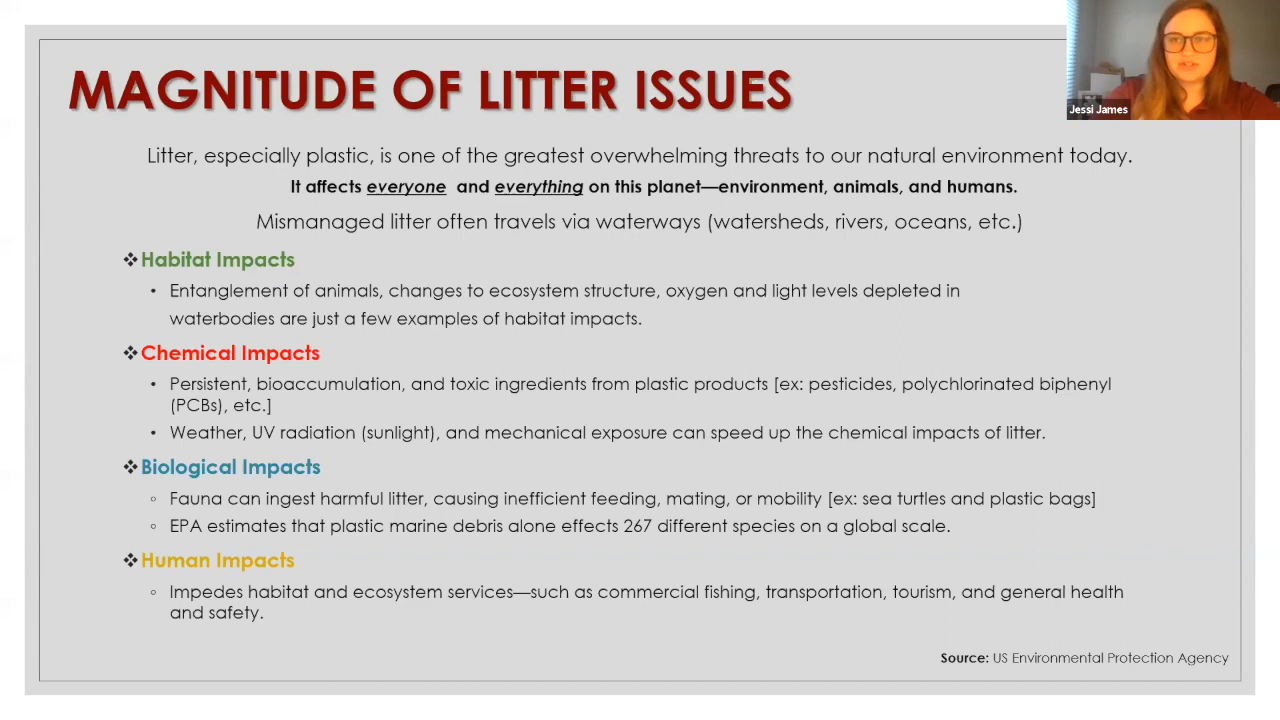 MAGNITUDE OF LITTER ISSUES
Jessi James
Litter, especially plastic, is one of the greatest overwhelming threats to our natural environment today.
It affects everyone and everything on this planet—environment, animals, and humans.
Mismanaged litter often travels via waterways (watersheds, rivers, oceans, etc.)
❖Habitat Impacts
• Entanglement of animals, changes to ecosystem structure, oxygen and light levels depleted in
waterbodies are just a few examples of habitat impacts.
❖Chemical Impacts
• Persistent, bioaccumulation, and toxic ingredients from plastic products [ex: pesticides, polychlorinated biphenyl
(PCBs), etc.]
• Weather, UV radiation (sunlight), and mechanical exposure can speed up the chemical impacts of litter.
❖Biological Impacts
◦ Fauna can ingest harmful litter, causing inefficient feeding, mating, or mobility [ex: sea turtles and plastic bags]
◦ EPA estimates that plastic marine debris alone effects 267 different species on a global scale.
❖Human Impacts
◦ Impedes habitat and ecosystem services—such as commercial fishing, transportation, tourism, and general health
and safety.
Source: US Environmental Protection Agency